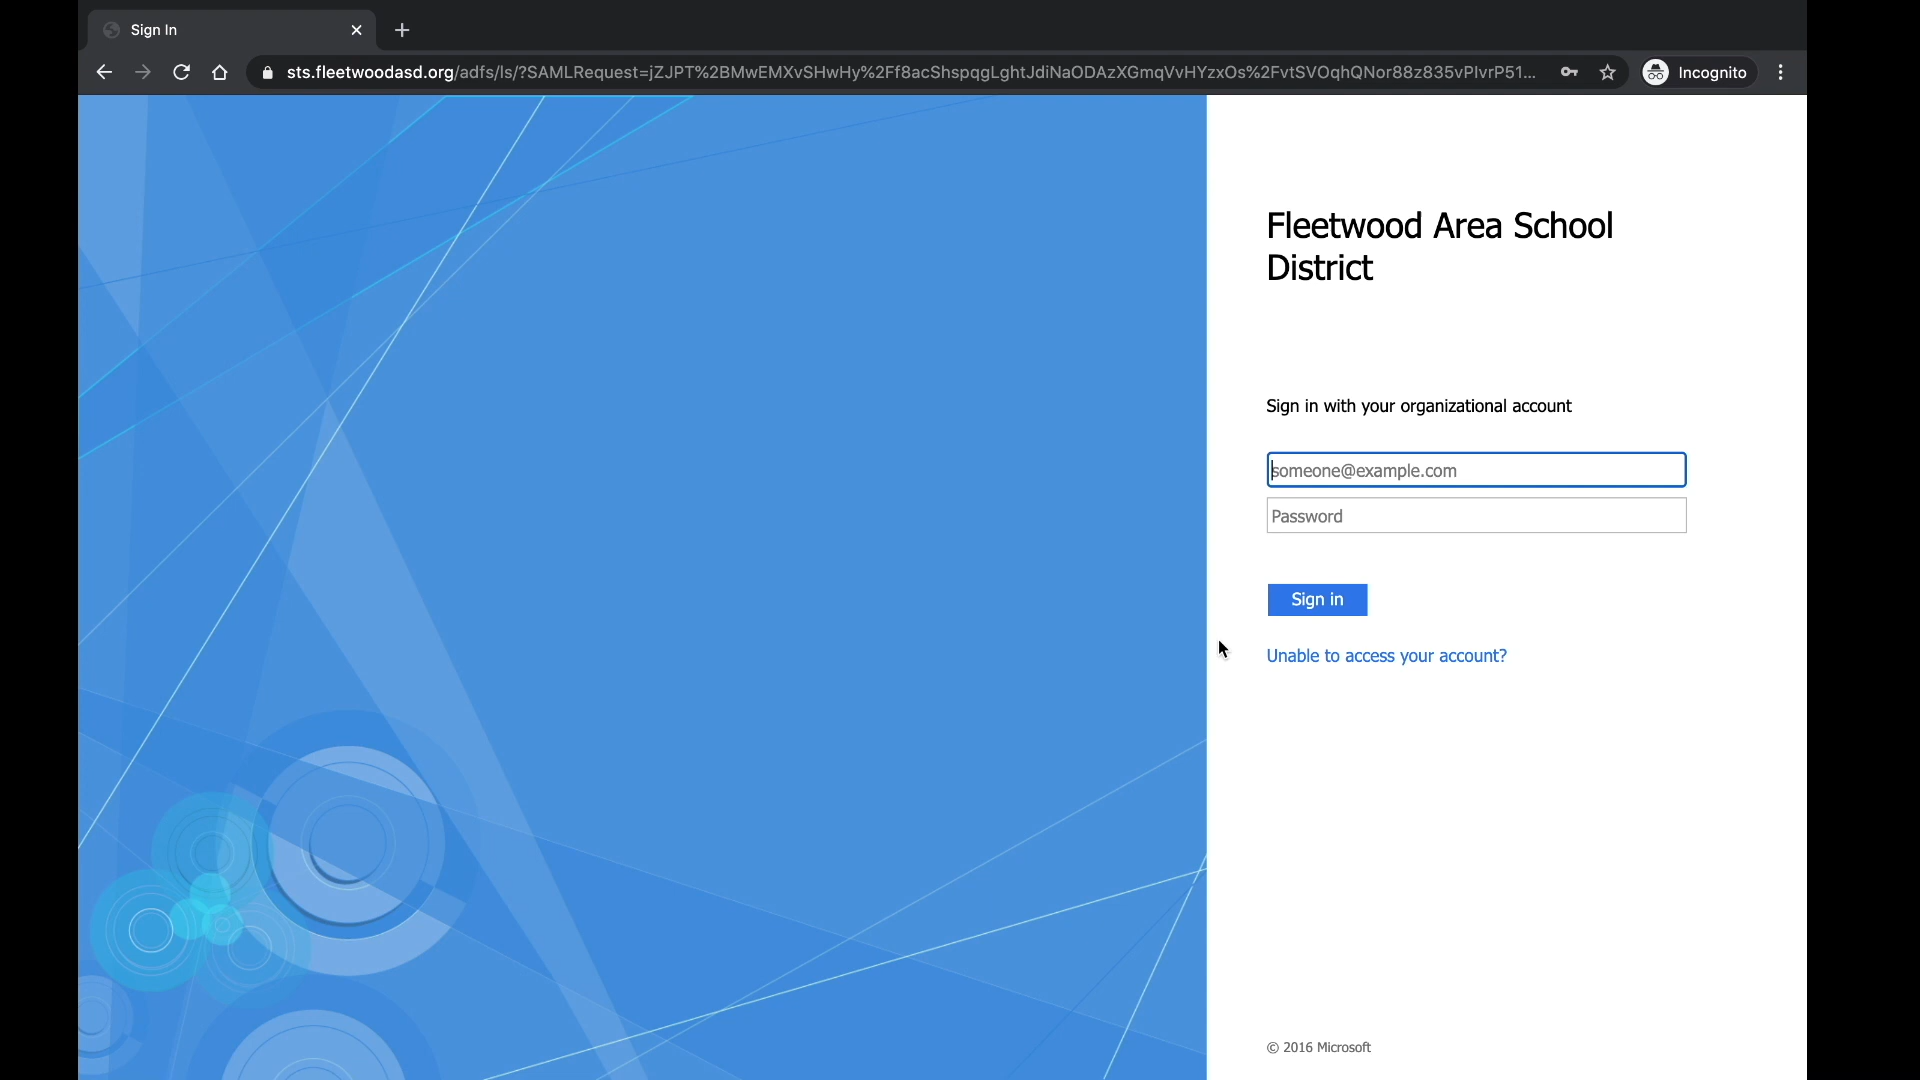 Sign In
sts.fleetwoodasd.org/adfs/ls/?SAMLRequest=jZJPT%2BMwEMXvSHwHy%2Ff8acShspqgLghtJdiNaODAzXGmqVvHYzxOs%2FvtSVOqhQNor88z835vPIvrP51...
Incognito
Fleetwood Area School
District
Sign in with your organizational account
someone@example.com
Password
Sign in
Unable to access your account?
© 2016 Microsoft